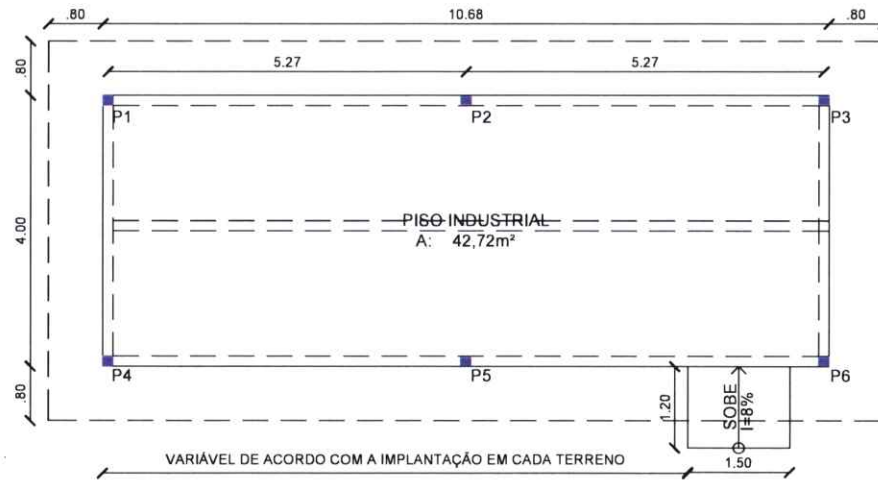 .80 10.68 .80
.80
5.27 5.27
P1 P2 P3
4.00
PISO INDUSTRIAL
A: 42,72m²
P4 P5 P6
.80
1.20
SOBE
I=8%
VARIÁVEL DE ACORDO COM A IMPLANTAÇÃO EM CADA TERRENO
1.50